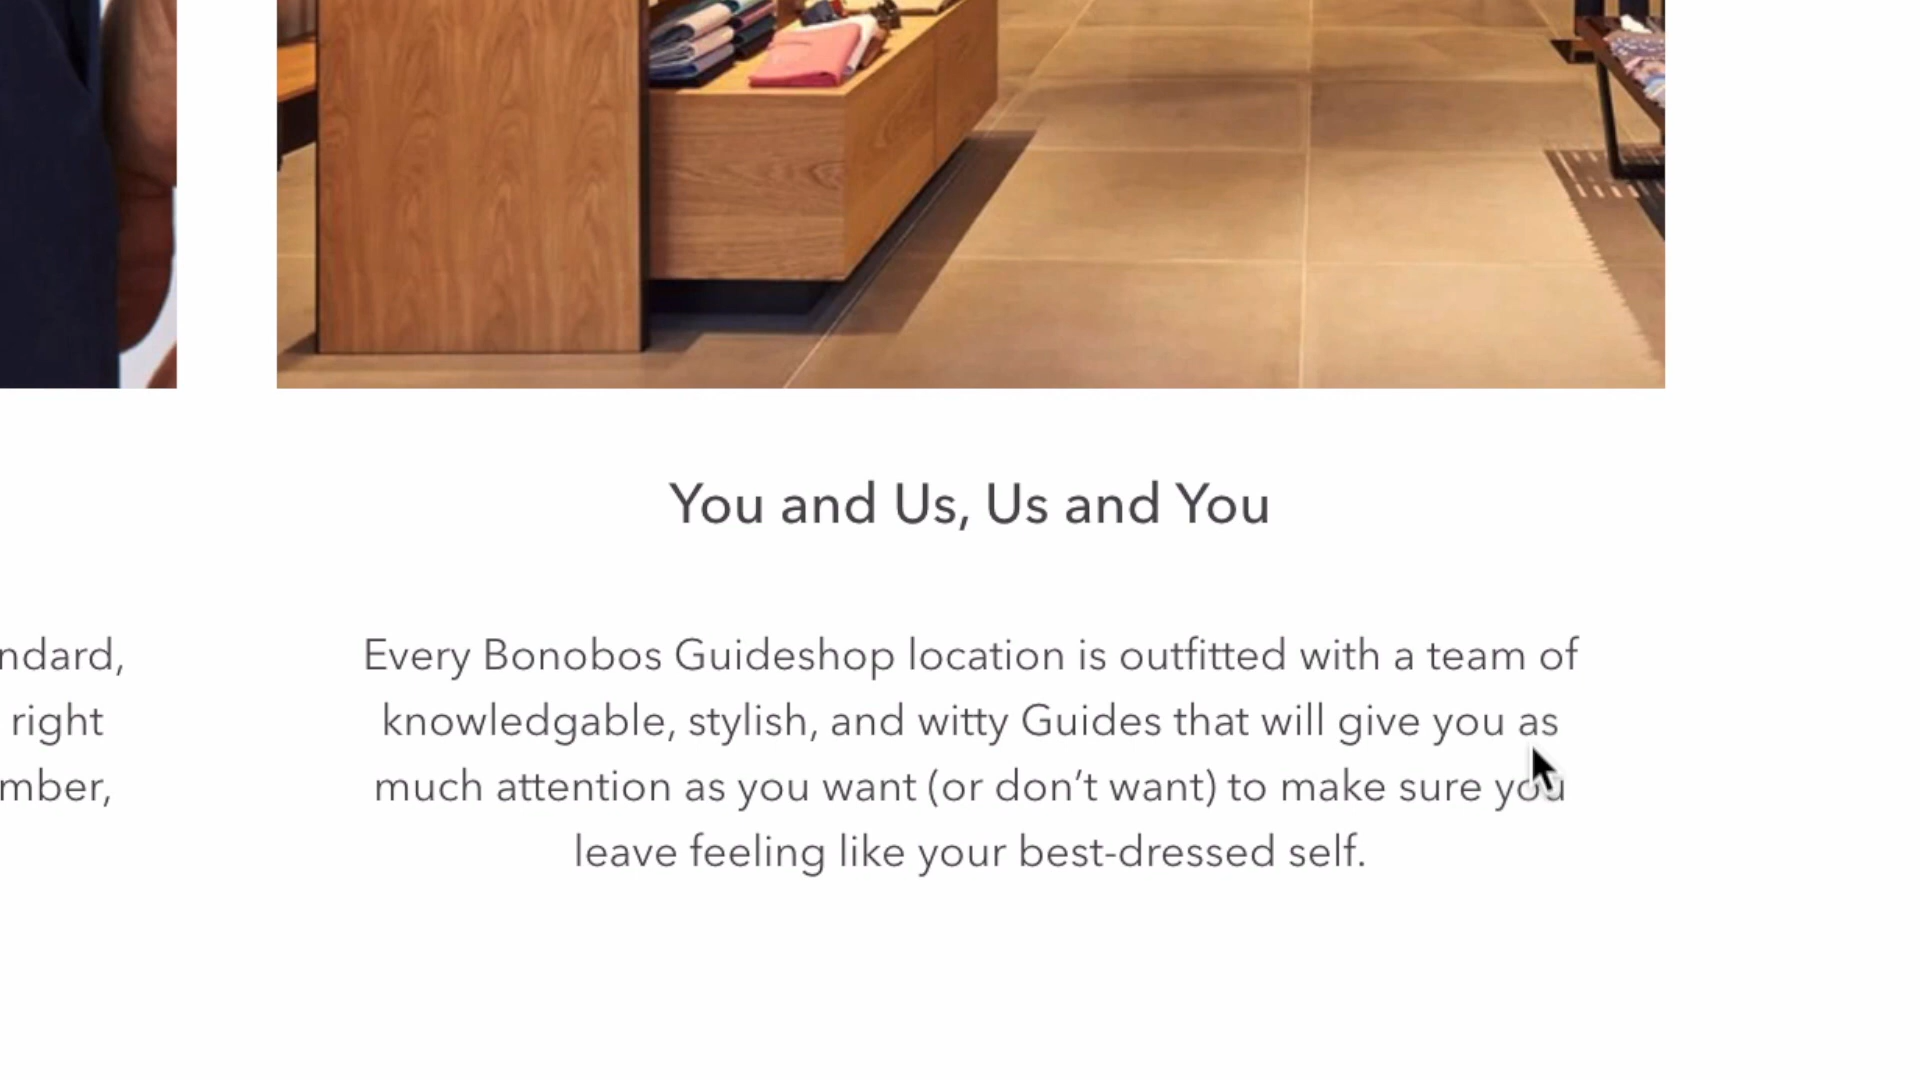 You and Us, Us and You
Every Bonobos Guideshop location is outfitted with a team of
knowledgable, stylish, and witty Guides that will give you as
much attention as you want (or don’t want) to make sure you
leave feeling like your best-dressed self.
ndard,
right
mber,